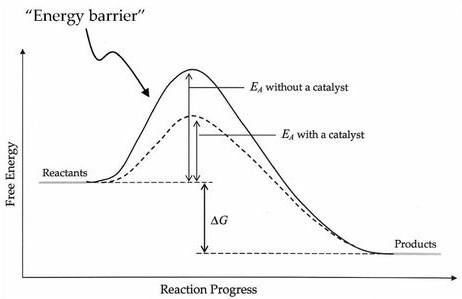 “Energy barrier”
E_A without a catalyst
E_A with a catalyst
Free Energy
Reactants
ΔG
Products
Reaction Progress